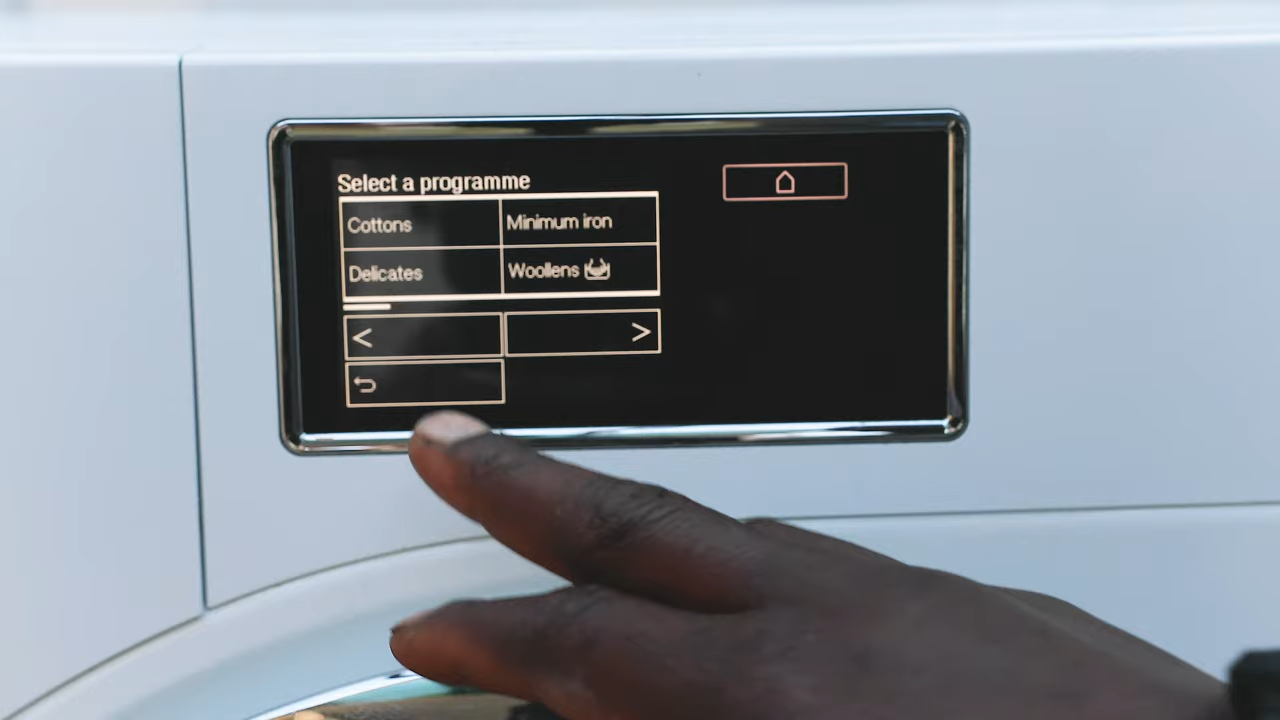 Select a programme
Cottons Minimum iron
Delicates Woollens
< >